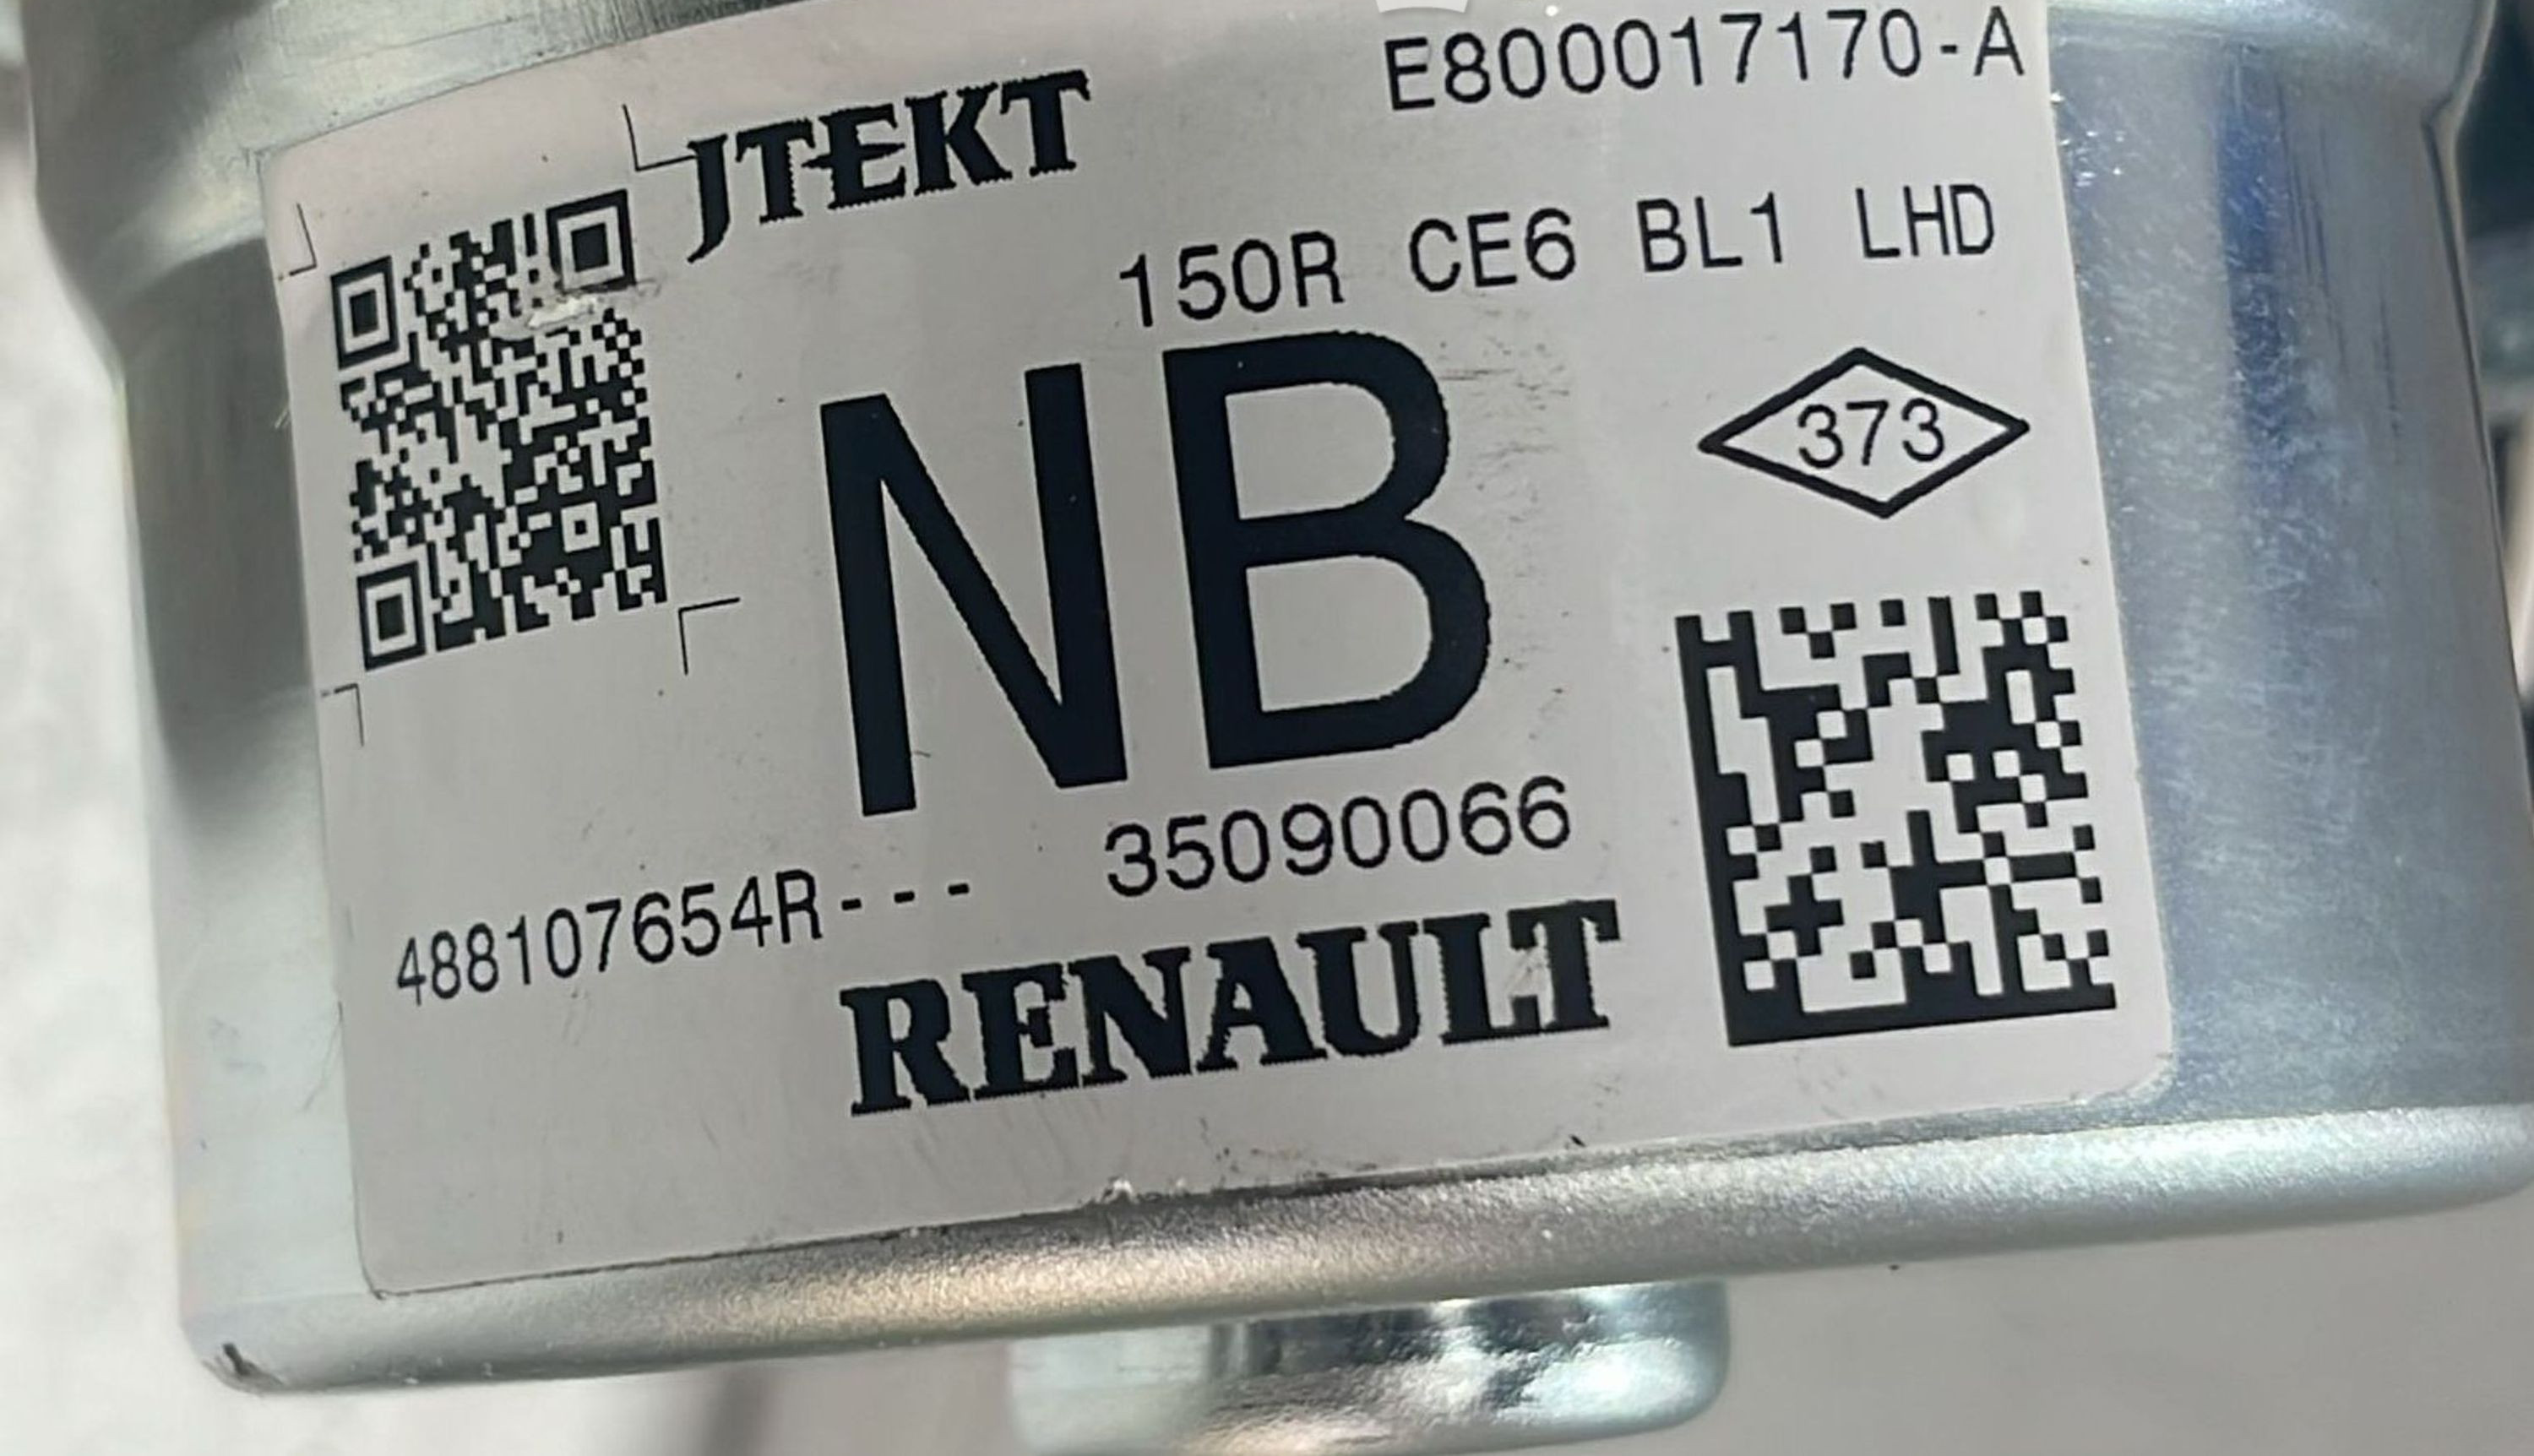 E800017170-A
JTEKT
150R CE6 BL1 LHD
NB
373
488107654R--- 35090066
RENAULT